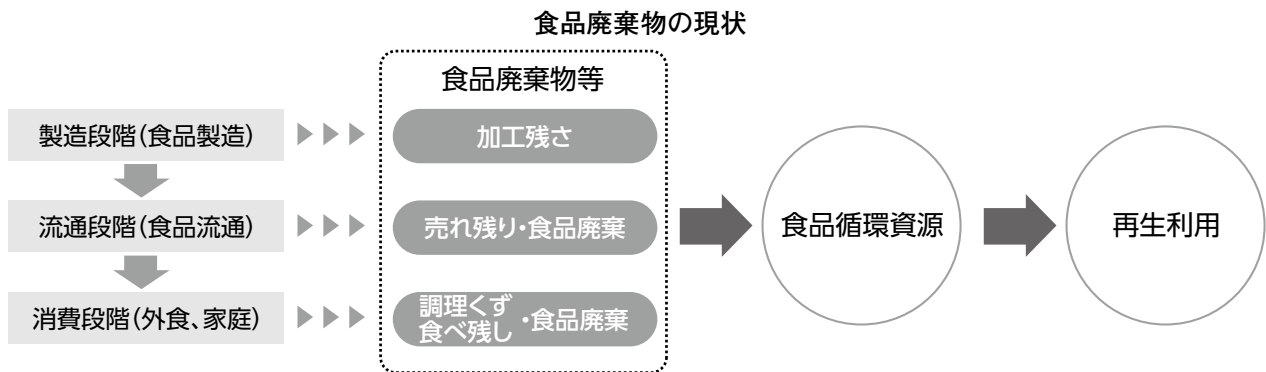 食品廃棄物の現状
食品廃棄物等
製造段階(食品製造)
加工残さ
流通段階(食品流通)
売れ残り・食品廃棄
食品循環資源
再生利用
消費段階(外食、家庭)
調理くず
食べ残し
・食品廃棄